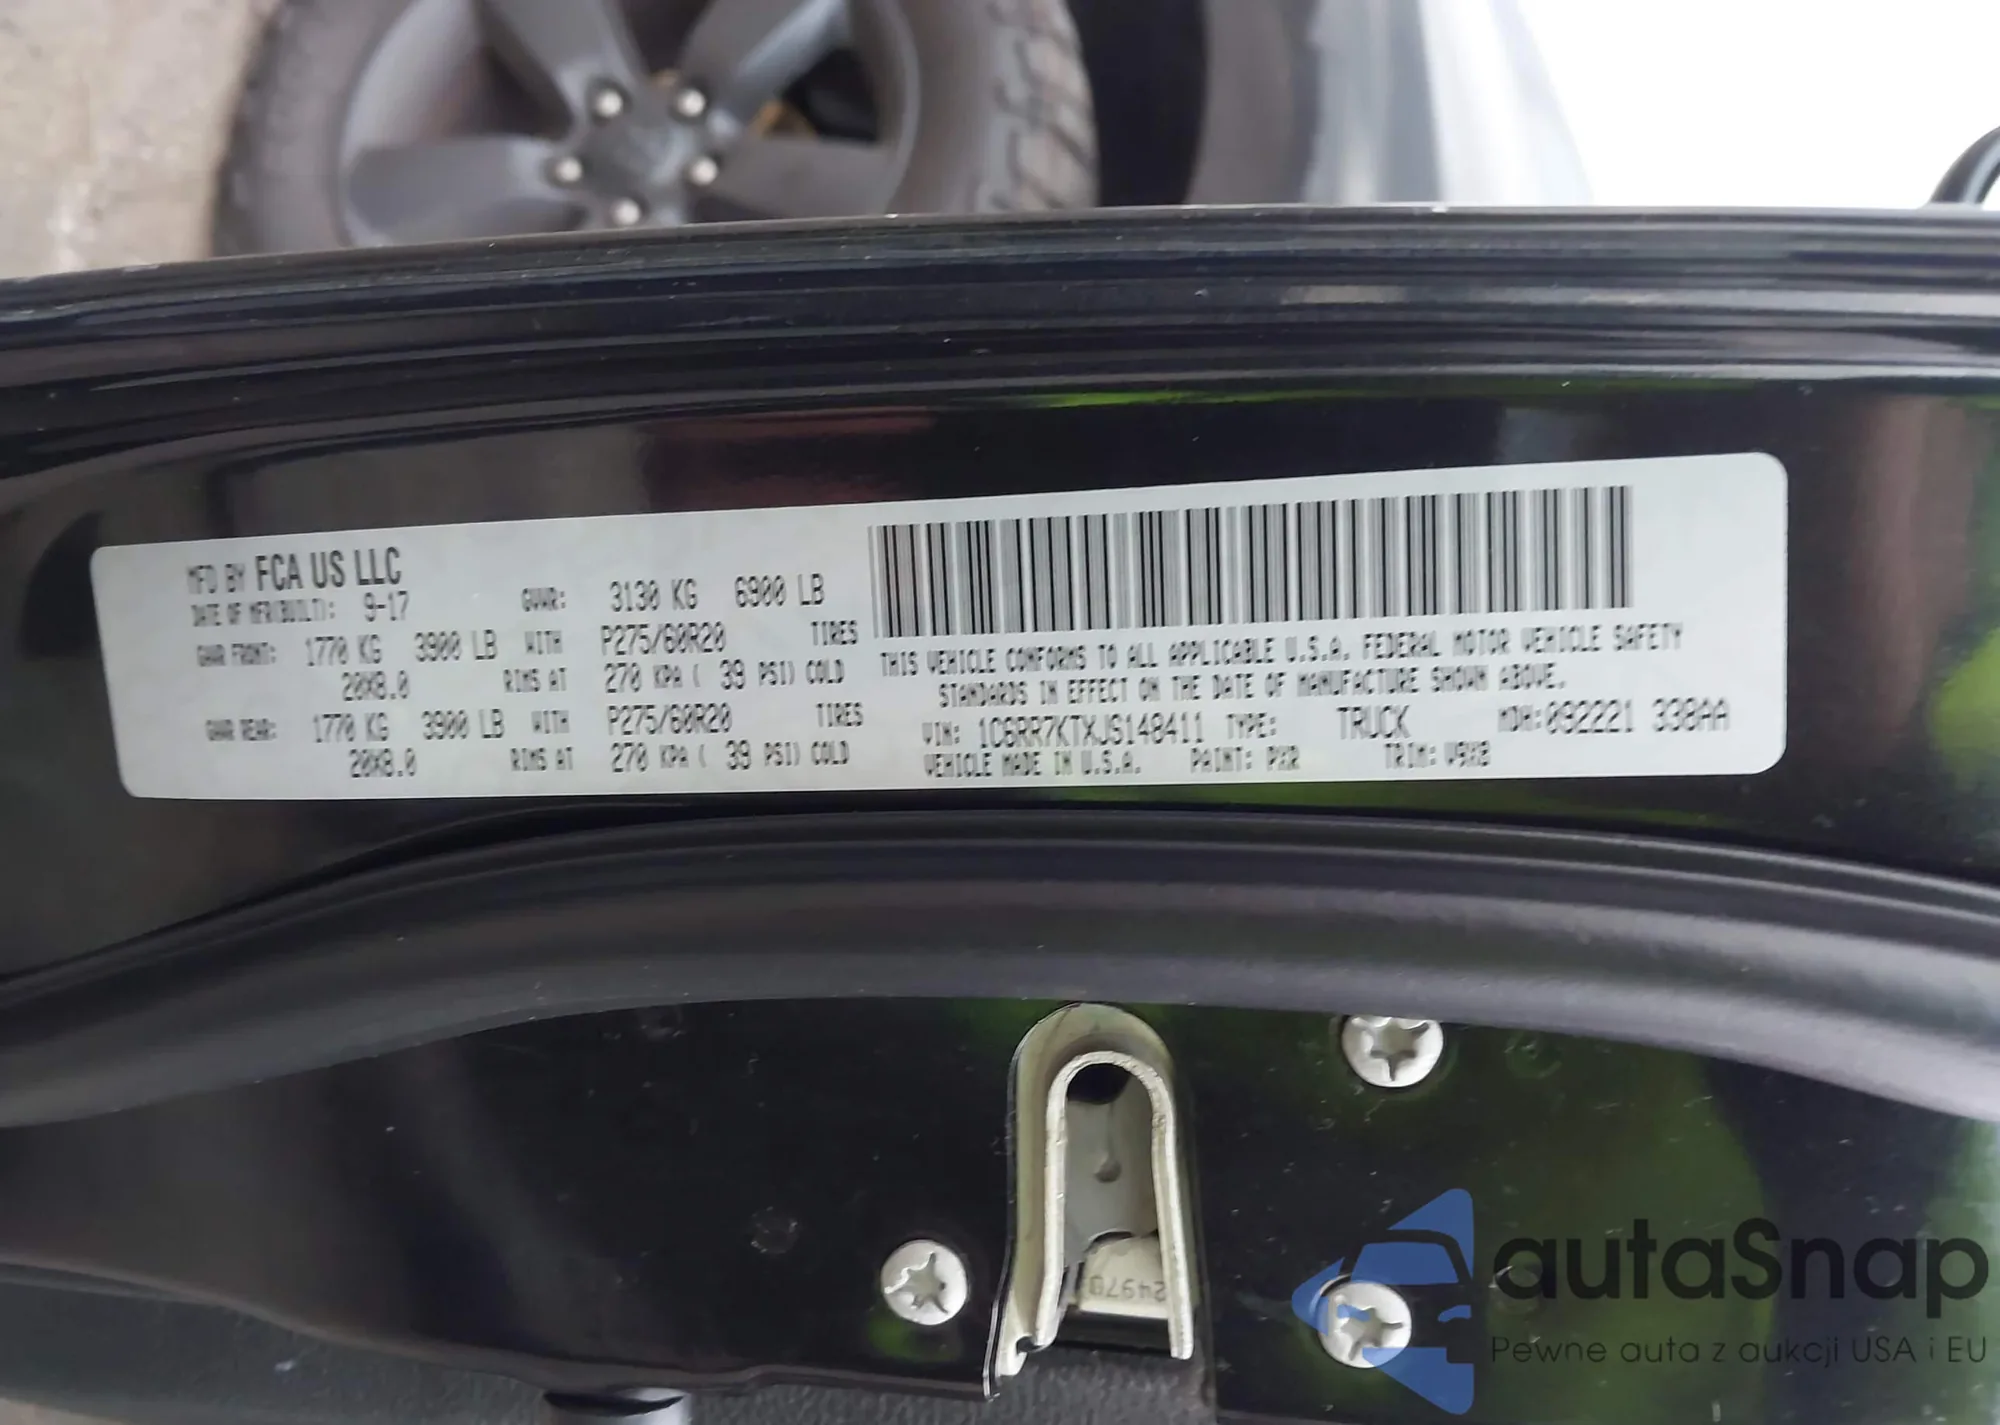 MFD BY FCA US LLC
DATE OF MFR(BUILT): 9-17 GVWR: 3130 KG 6900 LB
GAWR FRONT: 1770 KG 3900 LB WITH P275/60R20 TIRES
20X8.0 RIMS AT 270 KPA ( 39 PSI) COLD
GAWR REAR: 1770 KG 3900 LB WITH P275/60R20 TIRES
20X8.0 RIMS AT 270 KPA ( 39 PSI) COLD
THIS VEHICLE CONFORMS TO ALL APPLICABLE U.S.A. FEDERAL MOTOR VEHICLE SAFETY
STANDARDS IN EFFECT ON THE DATE OF MANUFACTURE SHOWN ABOVE.
VIN: 1C6RR7KTXJS148411 TYPE: TRUCK MDH:092221 338AA
VEHICLE MADE IN U.S.A. PAINT: PXR TRIM: V9X8
24970
autaSnap
Pewne auta z aukcji USA i EU